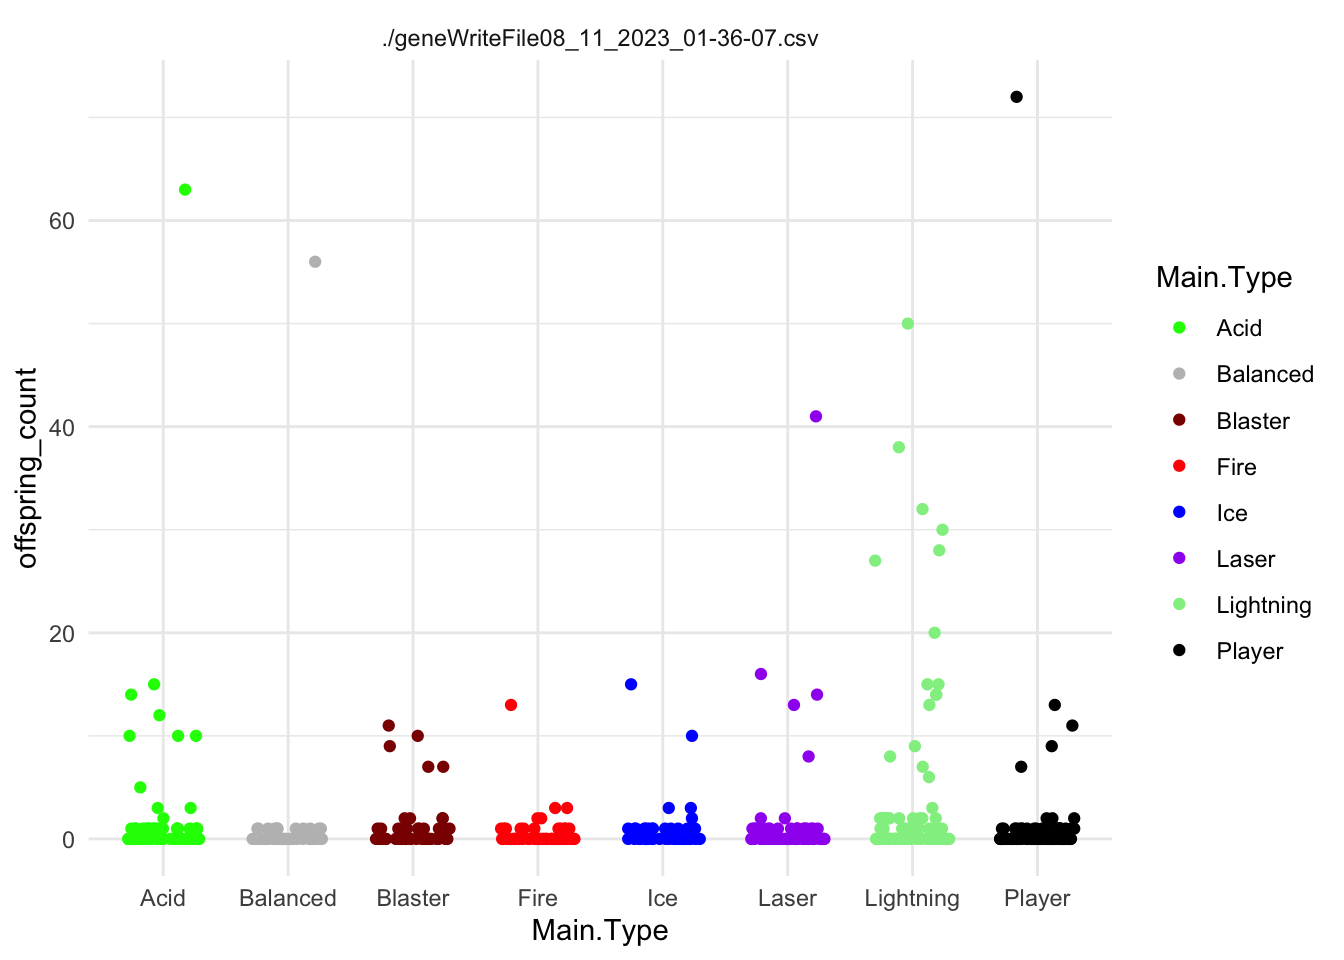 ./geneWriteFile08_11_2023_01-36-07.csv
offspring_count
60
40
20
0
Acid Balanced Blaster Fire Ice Laser Lightning Player
Main.Type
Main.Type
Acid
Balanced
Blaster
Fire
Ice
Laser
Lightning
Player